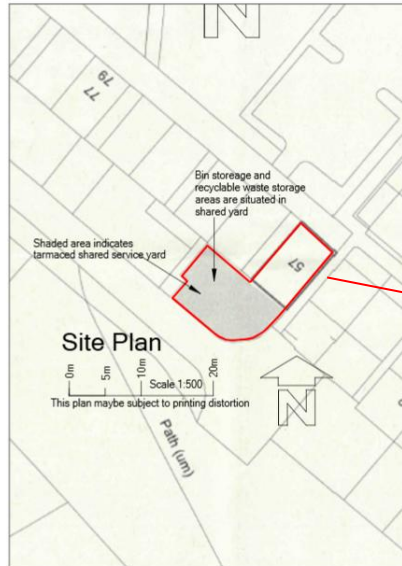 N
79
77
Bin storeage and
recyclable waste storage
areas are situated in
shared yard
Shaded area indicates
tarmaced shared service yard
57
Site Plan
0m
5m
10m
20m
Scale 1:500
This plan maybe subject to printing distortion
N
Path (um)